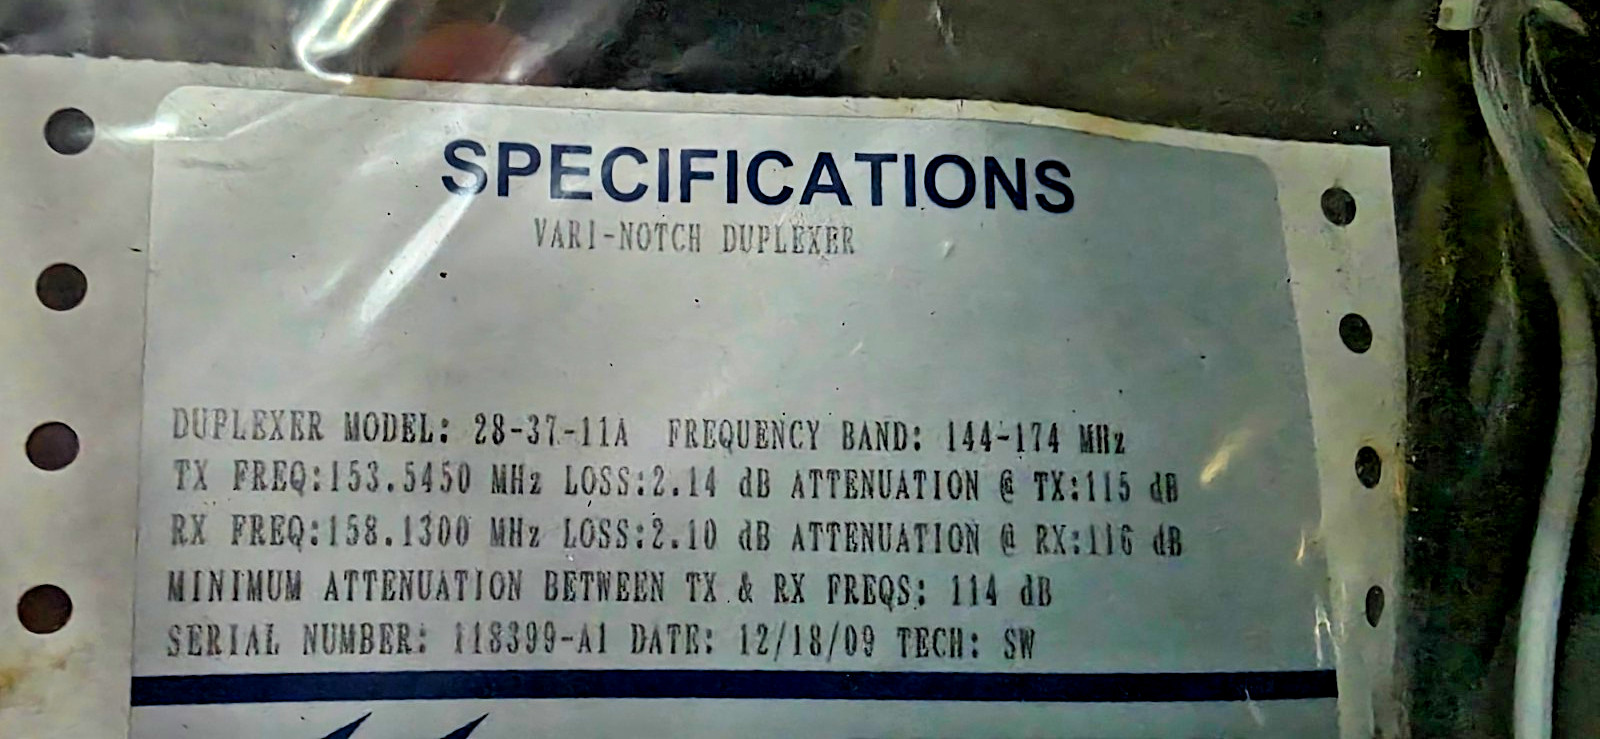 SPECIFICATIONS
VARI-NOTCH DUPLEXER
DUPLEXER MODEL: 28-37-11A FREQUENCY BAND: 144-174 MHz
TX FREQ:153.5450 MHz LOSS:2.14 dB ATTENUATION @ TX:115 dB
RX FREQ:158.1300 MHz LOSS:2.10 dB ATTENUATION @ RX:116 dB
MINIMUM ATTENUATION BETWEEN TX & RX FREQS: 114 dB
SERIAL NUMBER: 118399-A1 DATE: 12/18/09 TECH: SW